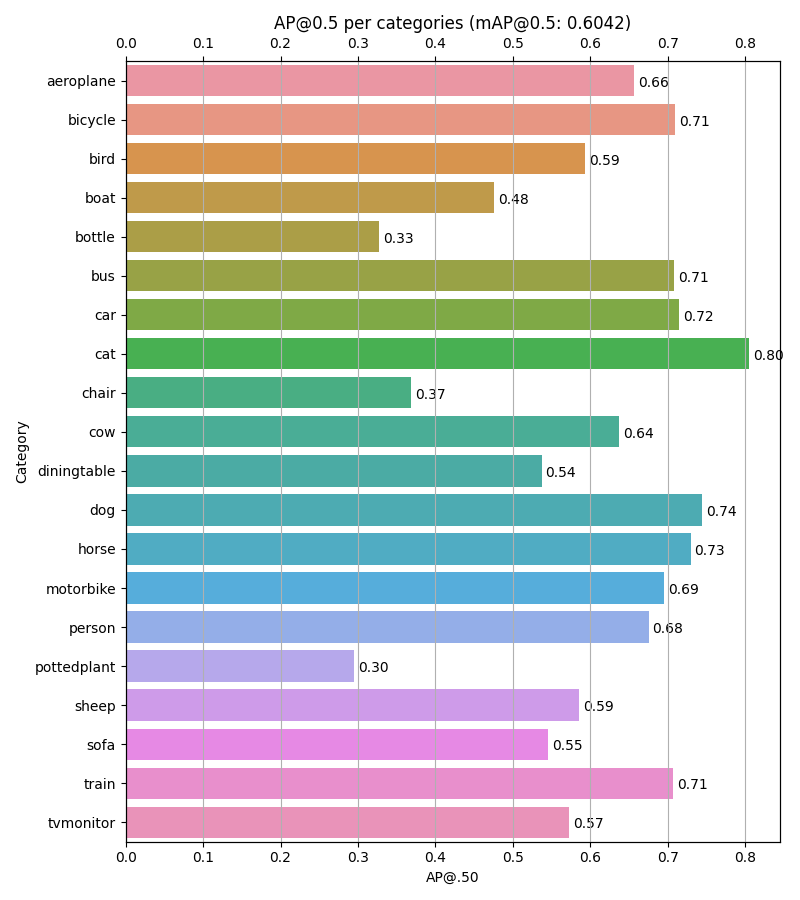 AP@0.5 per categories (mAP@0.5: 0.6042)
0.0 0.1 0.2 0.3 0.4 0.5 0.6 0.7 0.8
aeroplane 0.66
bicycle 0.71
bird 0.59
boat 0.48
bottle 0.33
bus 0.71
car 0.72
cat 0.80
chair 0.37
cow 0.64
Category
diningtable 0.54
dog 0.74
horse 0.73
motorbike 0.69
person 0.68
pottedplant 0.30
sheep 0.59
sofa 0.55
train 0.71
tvmonitor 0.57
0.0 0.1 0.2 0.3 0.4 0.5 0.6 0.7 0.8
AP@.50